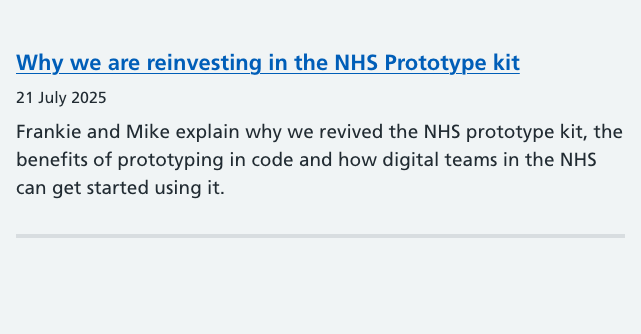 Why we are reinvesting in the NHS Prototype kit
21 July 2025
Frankie and Mike explain why we revived the NHS prototype kit, the
benefits of prototyping in code and how digital teams in the NHS
can get started using it.